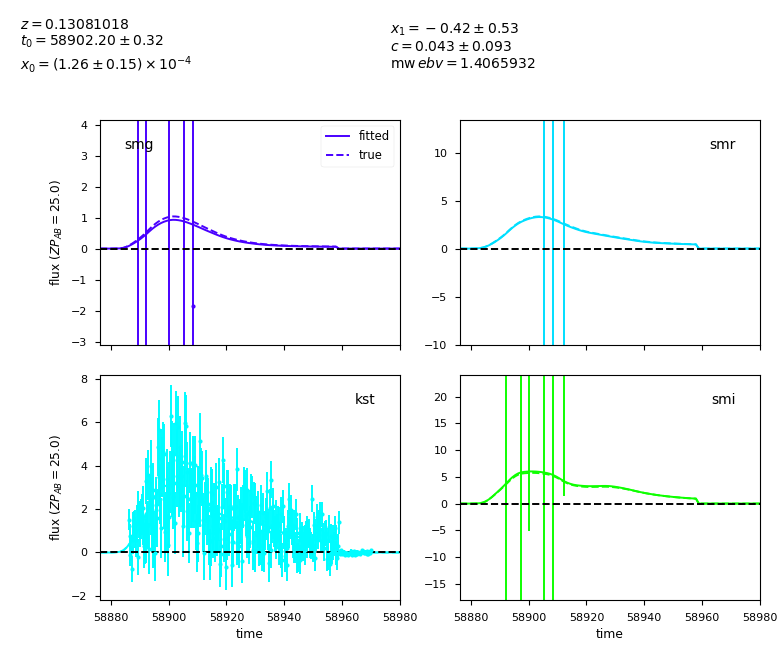 z = 0.13081018
t₀ = 58902.20 ± 0.32
x₀ = (1.26 ± 0.15) × 10⁻⁴
x₁ = −0.42 ± 0.53
c = 0.043 ± 0.093
mw ebv = 1.4065932
smg
fitted
true
flux (ZP_AB = 25.0)
4
3
2
1
0
−1
−2
−3
smr
10
5
0
−5
−10
kst
flux (ZP_AB = 25.0)
8
6
4
2
0
−2
58880 58900 58920 58940 58960 58980
time
smi
20
15
10
5
0
−5
−10
−15
58880 58900 58920 58940 58960 58980
time